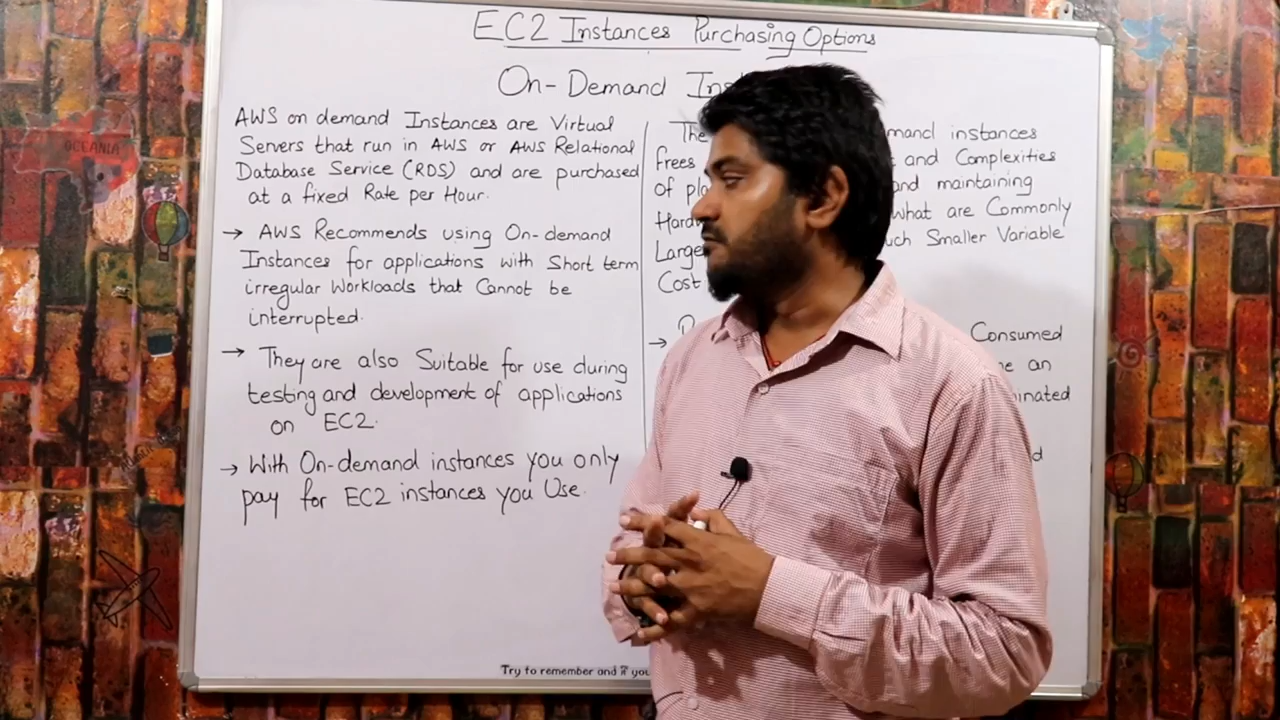 EC2 Instances Purchasing Options
On-Demand
AWS on demand Instances are Virtual
Servers that run in AWS or AWS Relational
Database Service (RDS) and are purchased
at a fixed Rate per Hour.
→ AWS Recommends using On-demand
Instances for applications with Short term
irregular Workloads that Cannot be
interrupted.
→ They are also Suitable for use during
testing and development of applications
on EC2.
→ With On-demand instances you only
pay for EC2 instances you Use.
The instances
frees and Complexities
of and maintaining
What are Commonly
Large Smaller Variable
Cost
→ Consumed
an
Try to remember and if you
OCEANIA